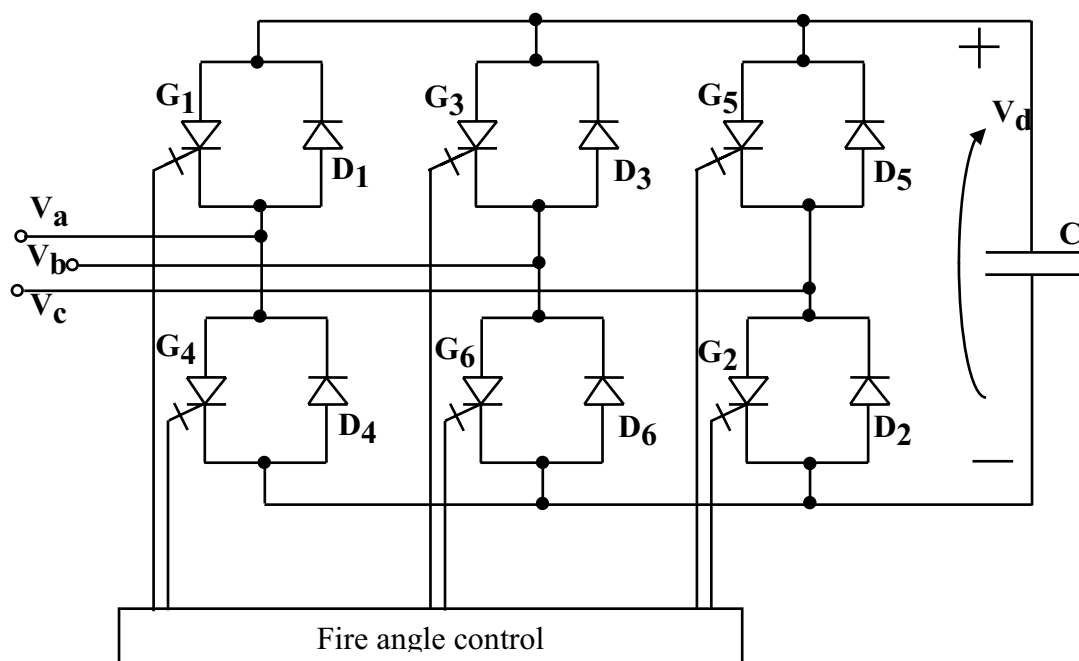 G1
G3
G5
Vd
D1
D3
D5
Va
Vb
Vc
C
G4
G6
G2
D4
D6
D2
Fire angle control